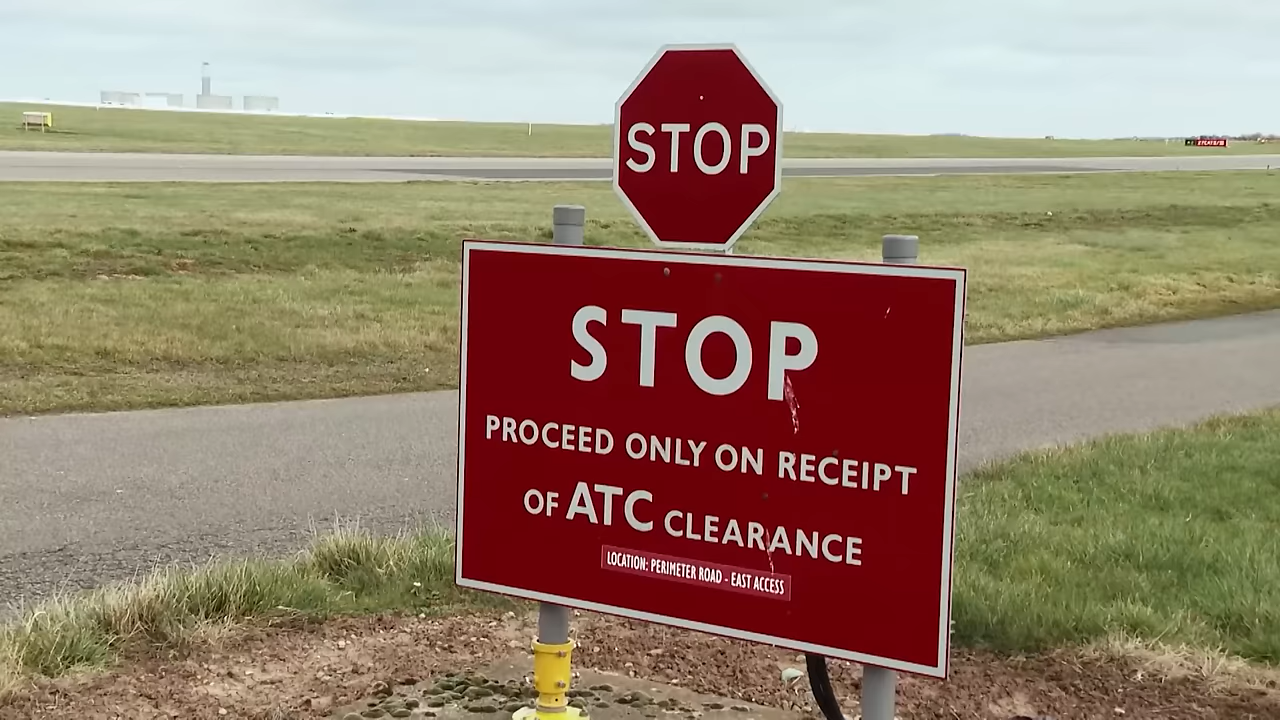 STOP
STOP
PROCEED ONLY ON RECEIPT
OF ATC CLEARANCE
LOCATION: PERIMETER ROAD - EAST ACCESS